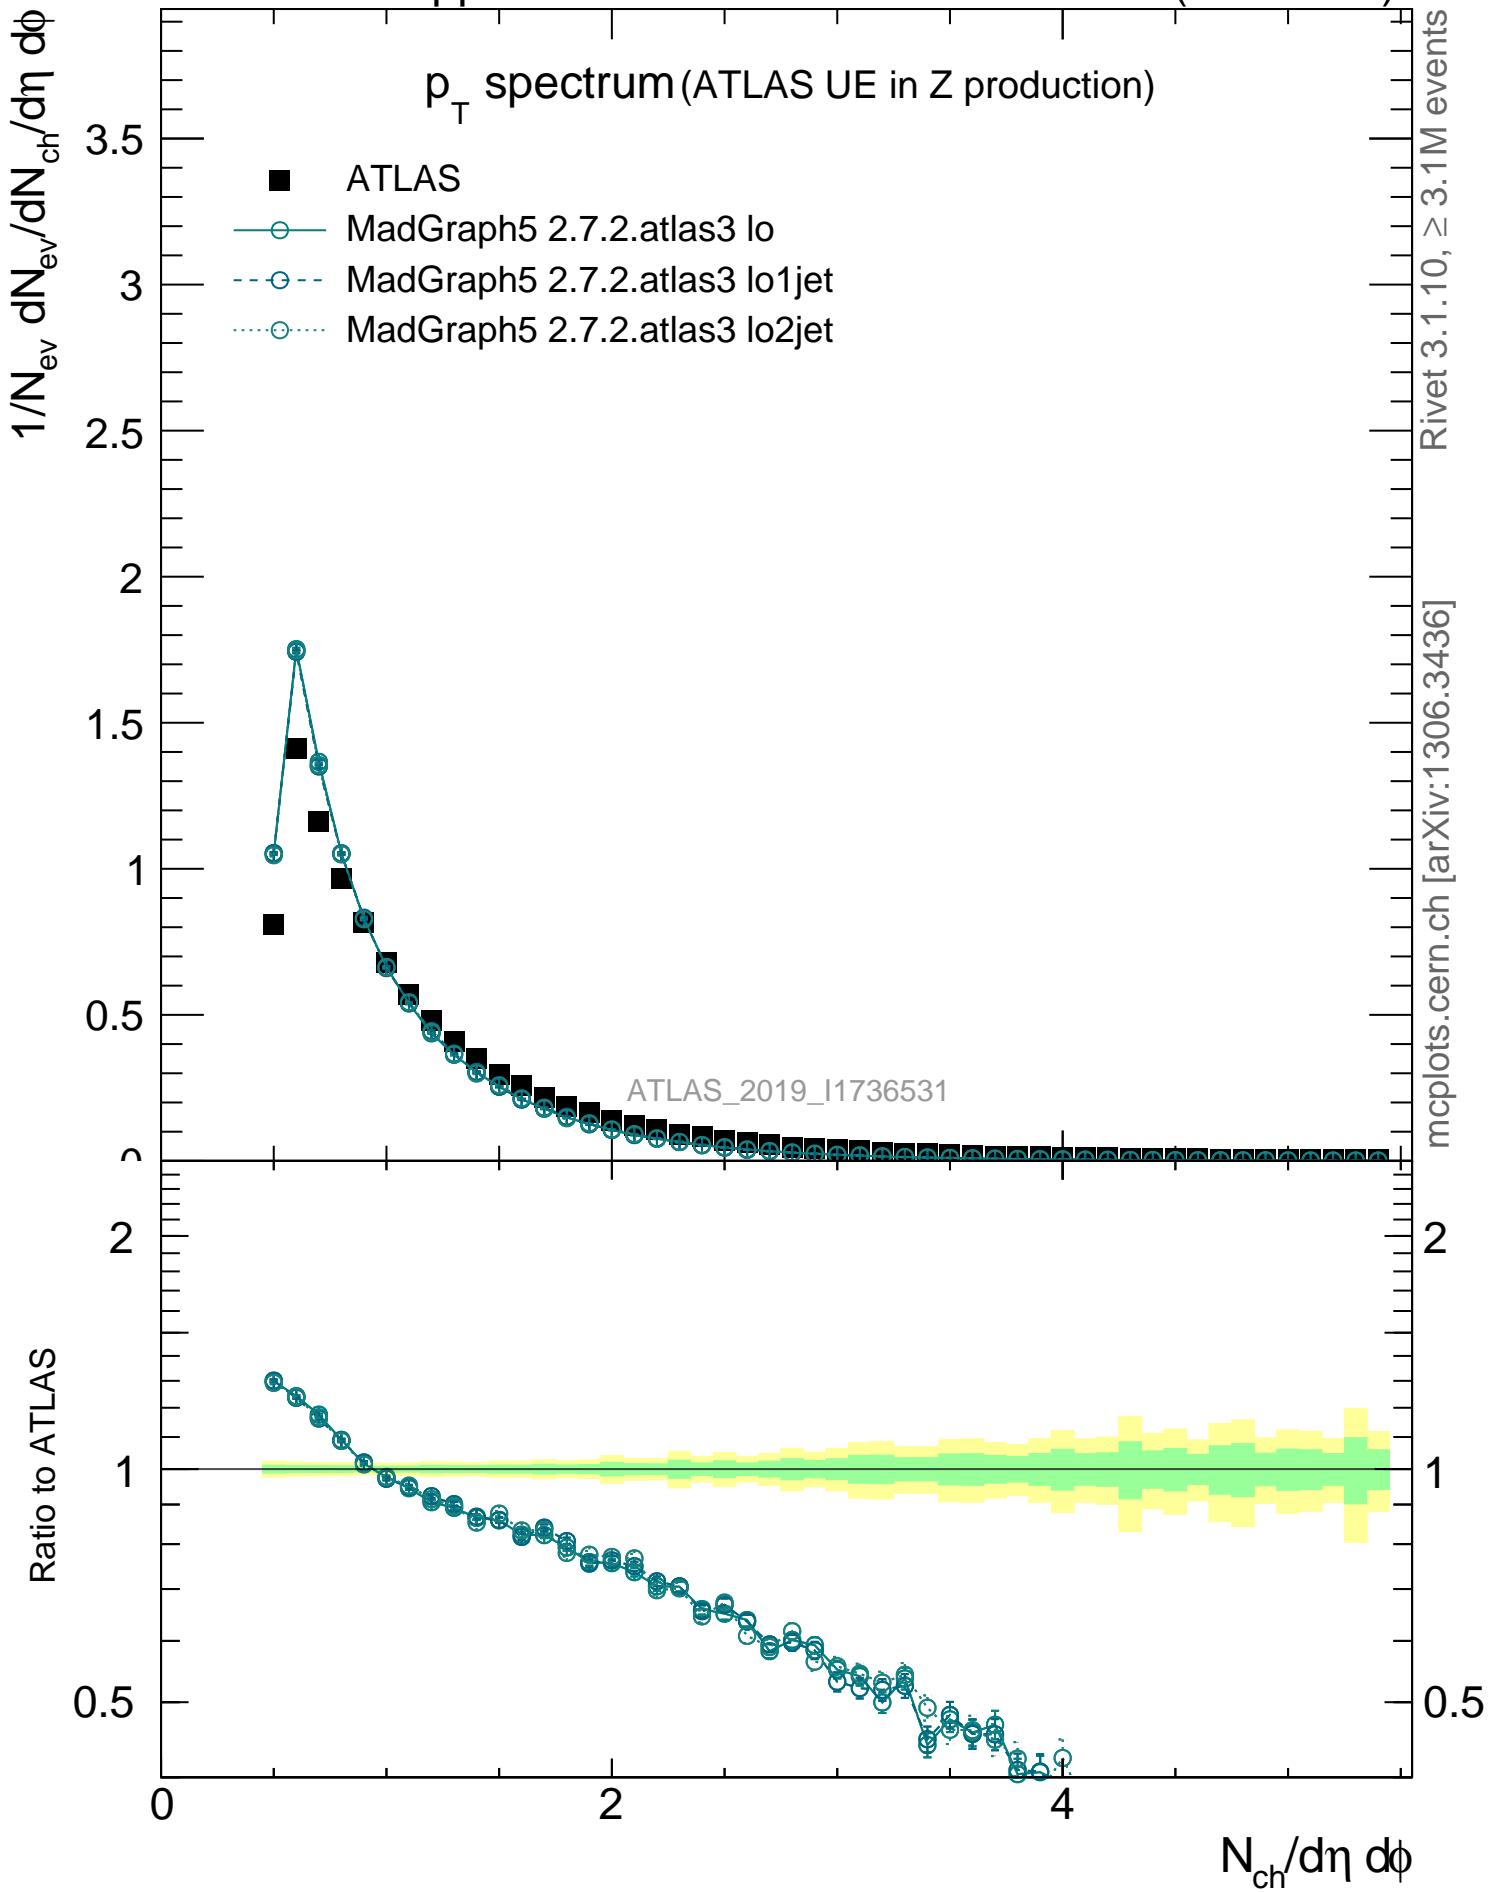 pp (
p_T spectrum (ATLAS UE in Z production)
1/N_ev dN_ev/dN_ch/dη dϕ
ATLAS
MadGraph5 2.7.2.atlas3 lo
MadGraph5 2.7.2.atlas3 lo1jet
MadGraph5 2.7.2.atlas3 lo2jet
3.5
3
2.5
2
1.5
1
0.5
0
ATLAS_2019_I1736531
Rivet 3.1.10, ≥ 3.1M events
mcplots.cern.ch [arXiv:1306.3436]
Ratio to ATLAS
2 2
1 1
0.5 0.5
0 2 4
N_ch/dη dϕ